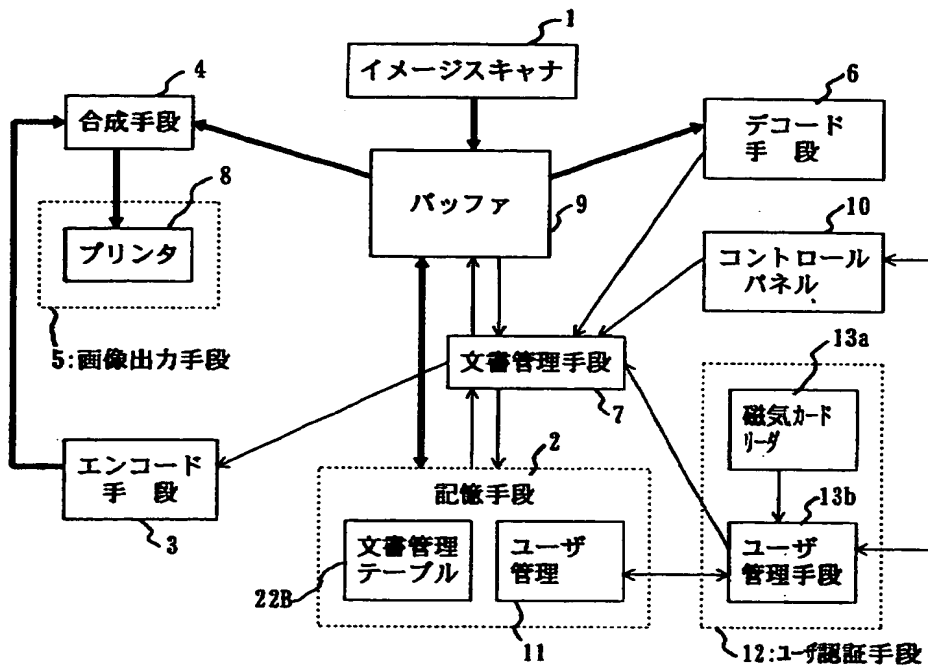 1
イメージスキャナ
4
合成手段
6
デコード
手 段
バッファ
9
8
プリンタ
5:画像出力手段
10
コントロール
パネル
文書管理手段
7
13a
磁気カード
リーダ
エンコード
手 段
3
2
記憶手段
文書管理
テーブル
22B
ユーザ
管理
11
13b
ユーザ
管理手段
12:ユーザ認証手段